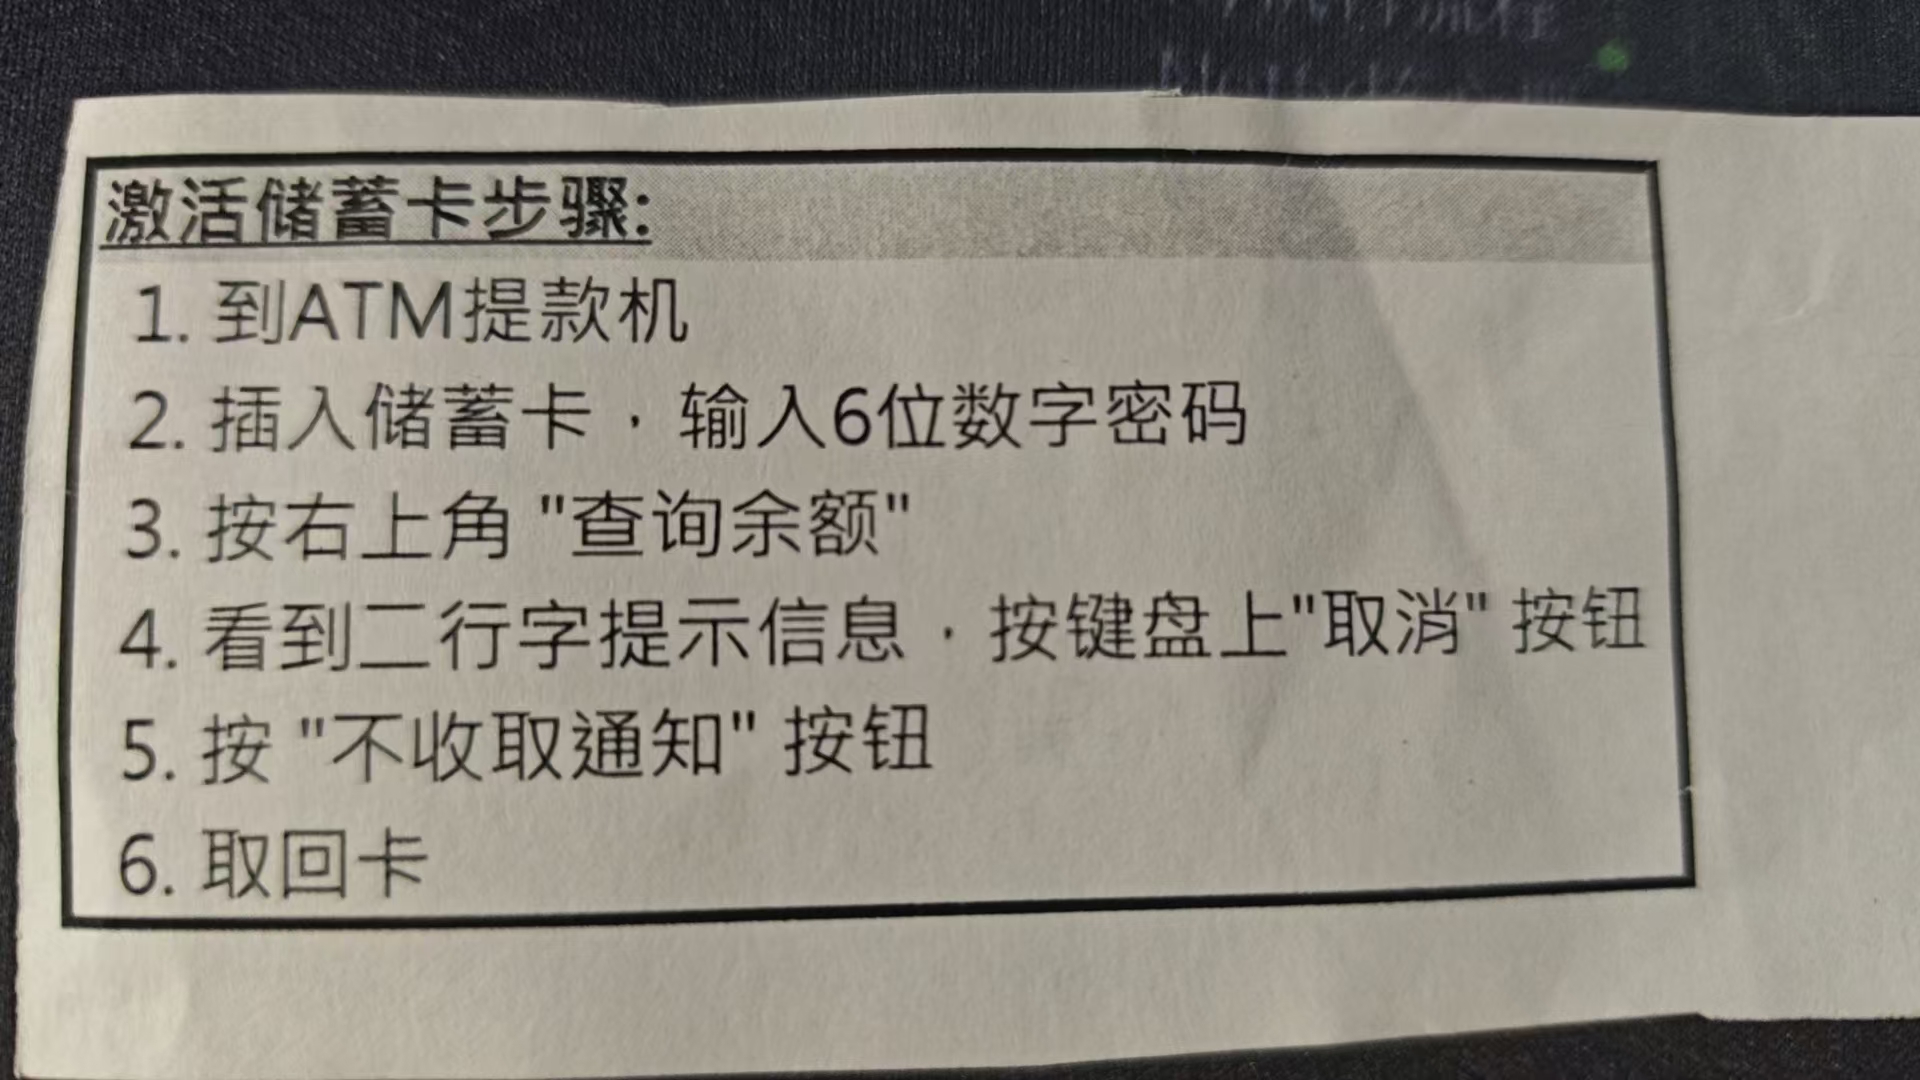 激活储蓄卡步骤:
1. 到ATM提款机
2. 插入储蓄卡，输入6位数字密码
3. 按右上角 "查询余额"
4. 看到二行字提示信息，按键盘上"取消" 按钮
5. 按 "不收取通知" 按钮
6. 取回卡